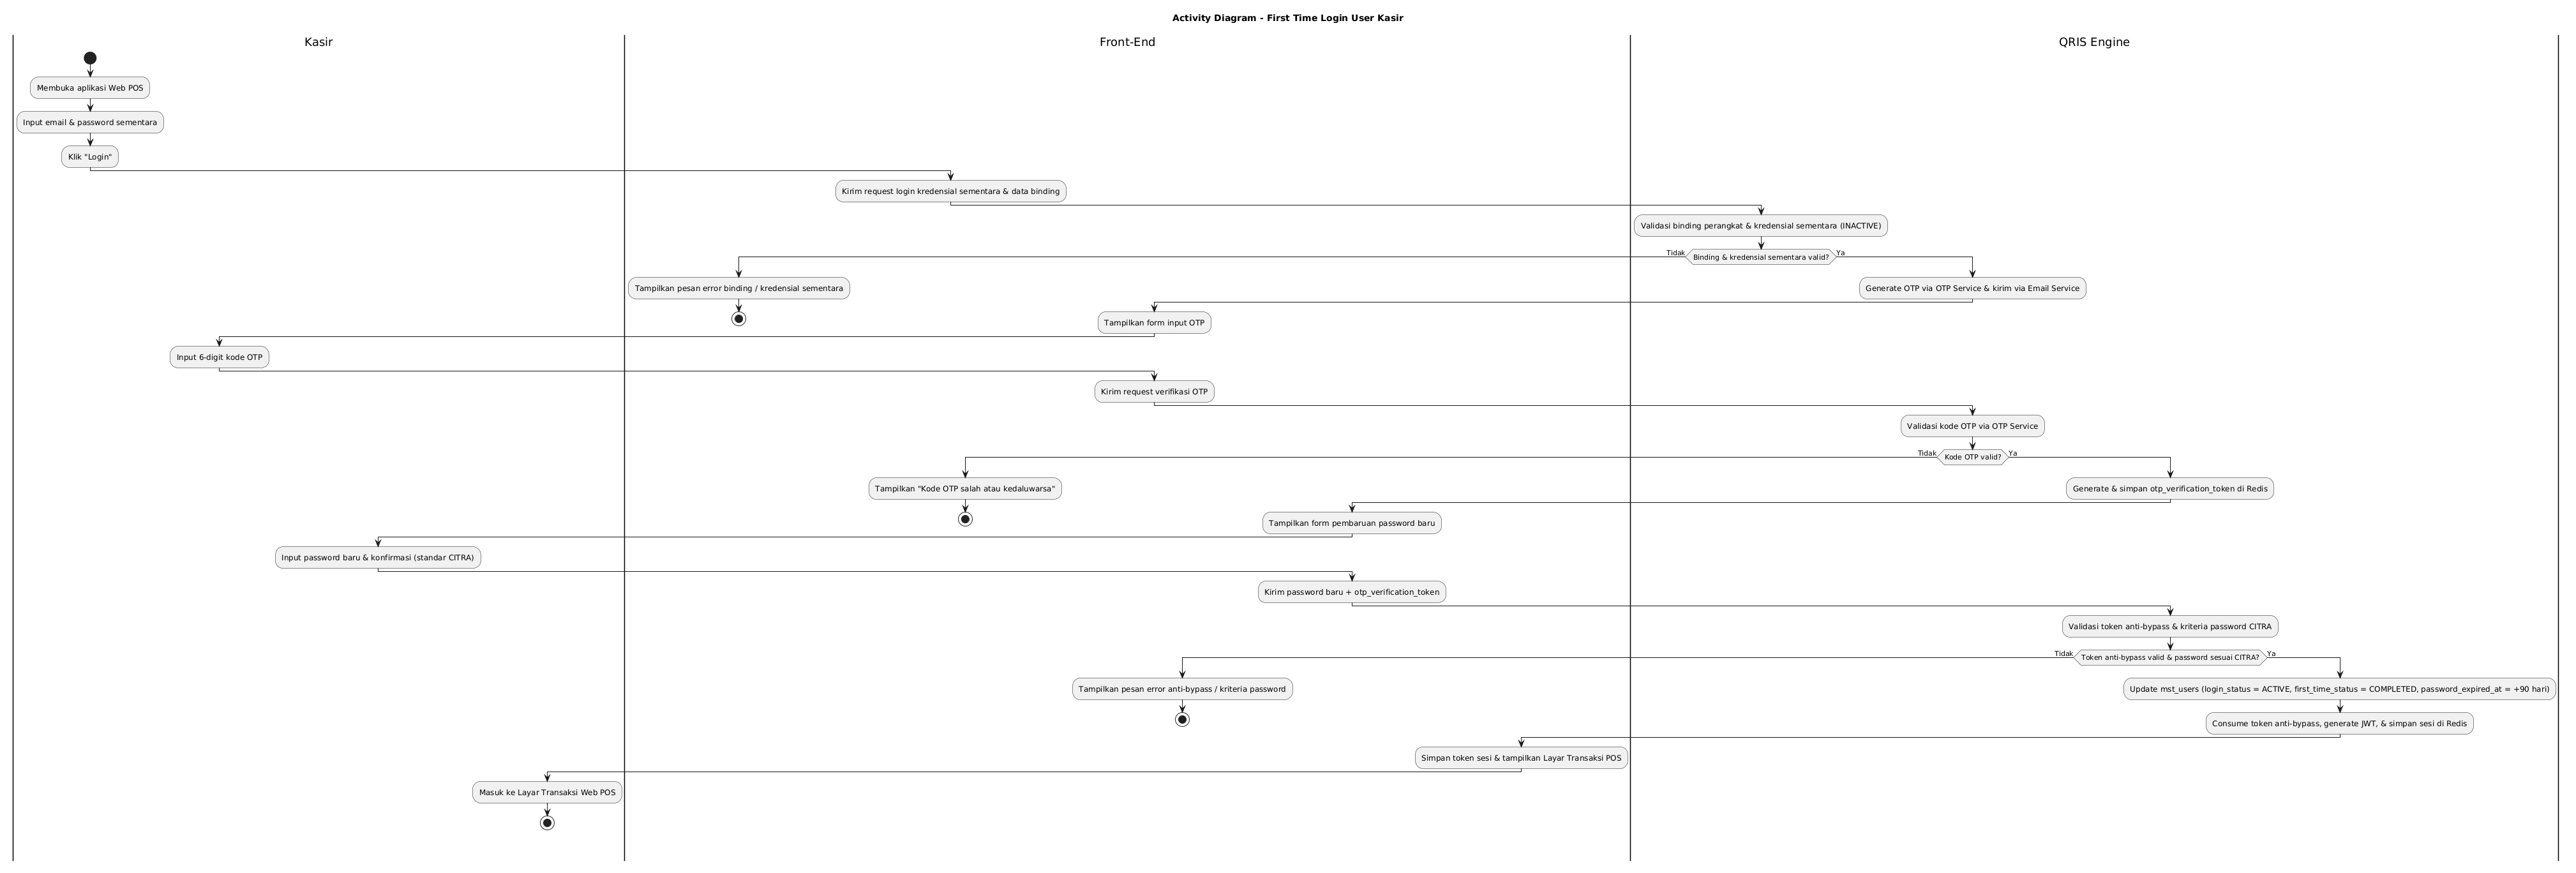 Activity Diagram - First Time Login User Kasir
Kasir
Front-End
QRIS Engine
Membuka aplikasi Web POS
Input email & password sementara
Klik "Login"
Kirim request login kredensial sementara & data binding
Validasi binding perangkat & kredensial sementara (INACTIVE)
Tidak
Binding & kredensial sementara valid?
Ya
Tampilkan pesan error binding / kredensial sementara
Generate OTP via OTP Service & kirim via Email Service
Tampilkan form input OTP
Input 6-digit kode OTP
Kirim request verifikasi OTP
Validasi kode OTP via OTP Service
Tidak
Kode OTP valid?
Ya
Tampilkan "Kode OTP salah atau kedaluwarsa"
Generate & simpan otp_verification_token di Redis
Tampilkan form pembaruan password baru
Input password baru & konfirmasi (standar CITRA)
Kirim password baru + otp_verification_token
Validasi token anti-bypass & kriteria password CITRA
Tidak
Token anti-bypass valid & password sesuai CITRA?
Ya
Tampilkan pesan error anti-bypass / kriteria password
Update mst_users (login_status = ACTIVE, first_time_status = COMPLETED, password_expired_at = +90 hari)
Consume token anti-bypass, generate JWT, & simpan sesi di Redis
Simpan token sesi & tampilkan Layar Transaksi POS
Masuk ke Layar Transaksi Web POS